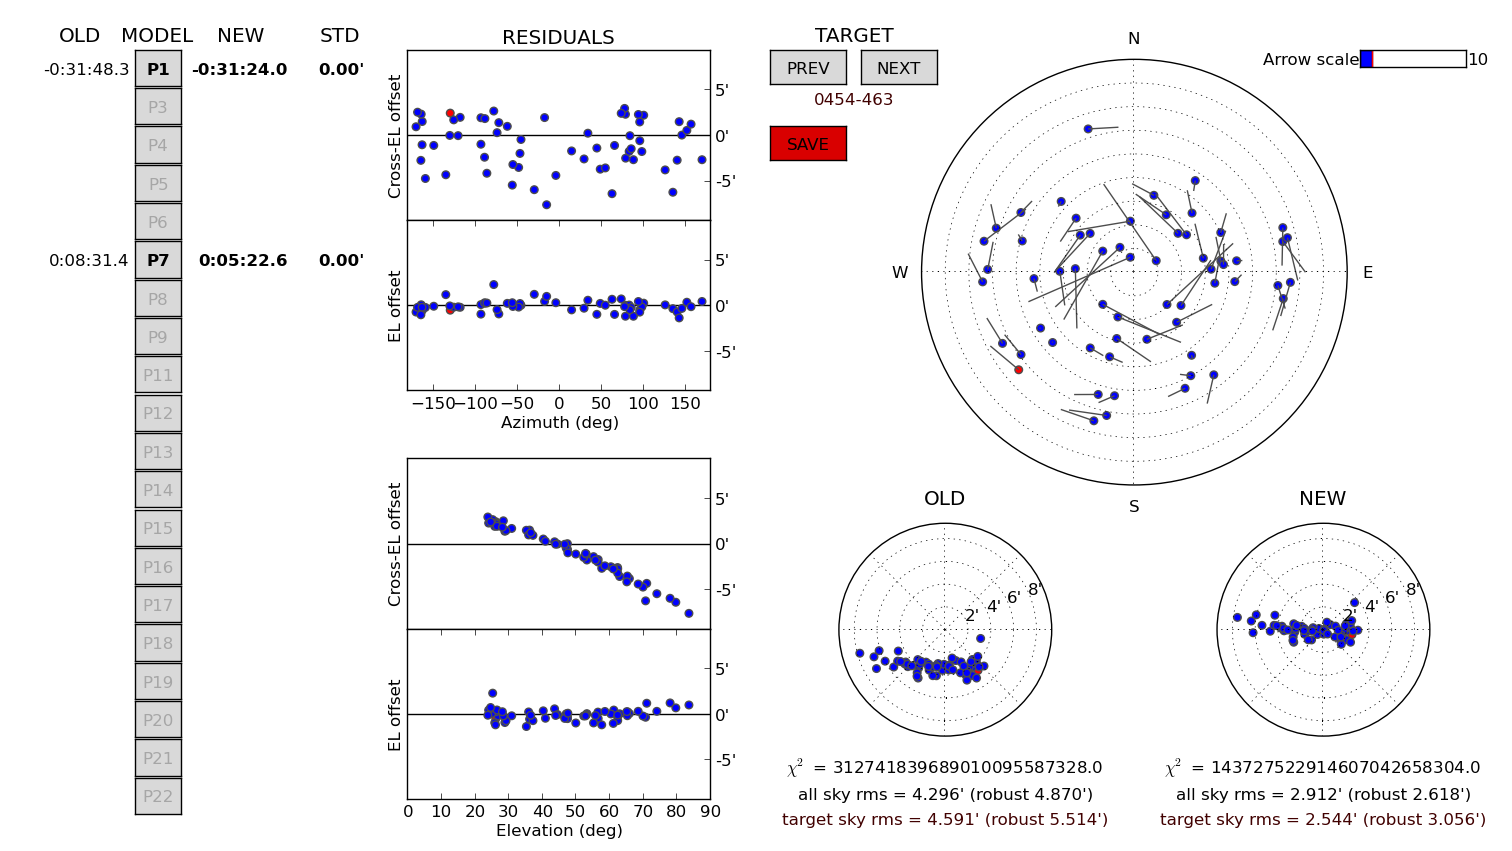 OLD MODEL NEW STD
-0:31:48.3 P1 -0:31:24.0 0.00'
P3
P4
P5
P6
0:08:31.4 P7 0:05:22.6 0.00'
P8
P9
P11
P12
P13
P14
P15
P16
P17
P18
P19
P20
P21
P22
RESIDUALS
Cross-EL offset
5'
0'
-5'
EL offset
5'
0'
-5'
−150 −100 −50 0 50 100 150
Azimuth (deg)
Cross-EL offset
5'
0'
-5'
EL offset
5'
0'
-5'
0 10 20 30 40 50 60 70 80 90
Elevation (deg)
TARGET
PREV NEXT
0454-463
SAVE
Arrow scale 10
N
W E
S
OLD
2' 4' 6' 8'
χ² = 3127418396890100955873​28.0
all sky rms = 4.296' (robust 4.870')
target sky rms = 4.591' (robust 5.514')
NEW
2' 4' 6' 8'
χ² = 143727522914607042658304.0
all sky rms = 2.912' (robust 2.618')
target sky rms = 2.544' (robust 3.056')